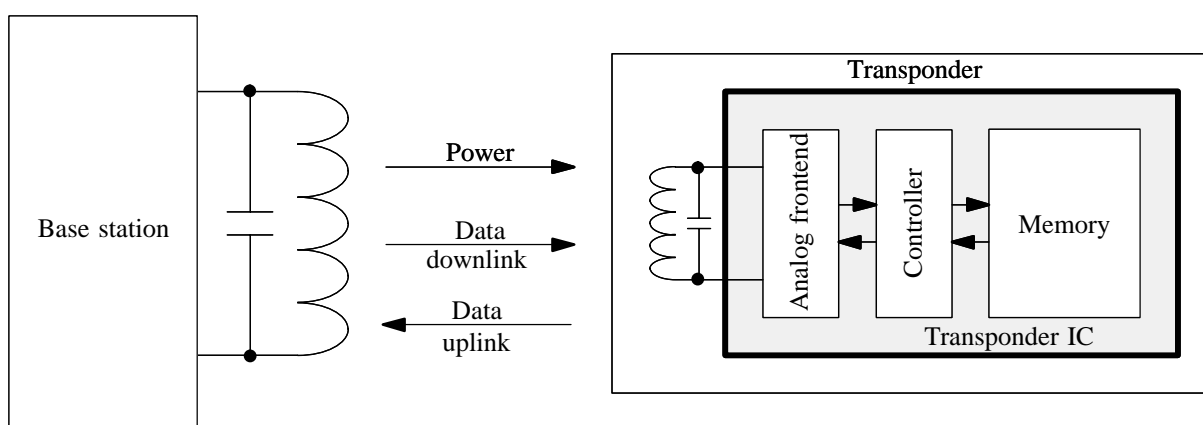 Base station
Power
Data
downlink
Data
uplink
Transponder
Analog frontend
Controller
Memory
Transponder IC